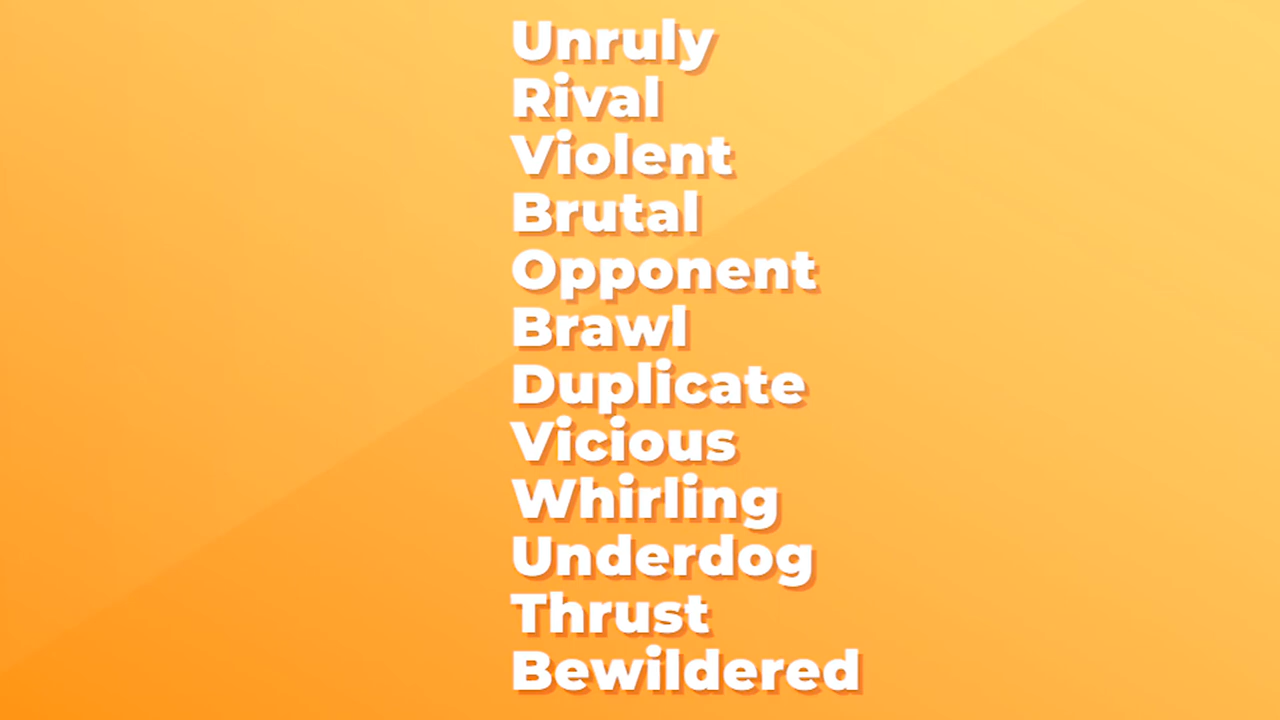 Unruly
Rival
Violent
Brutal
Opponent
Brawl
Duplicate
Vicious
Whirling
Underdog
Thrust
Bewildered